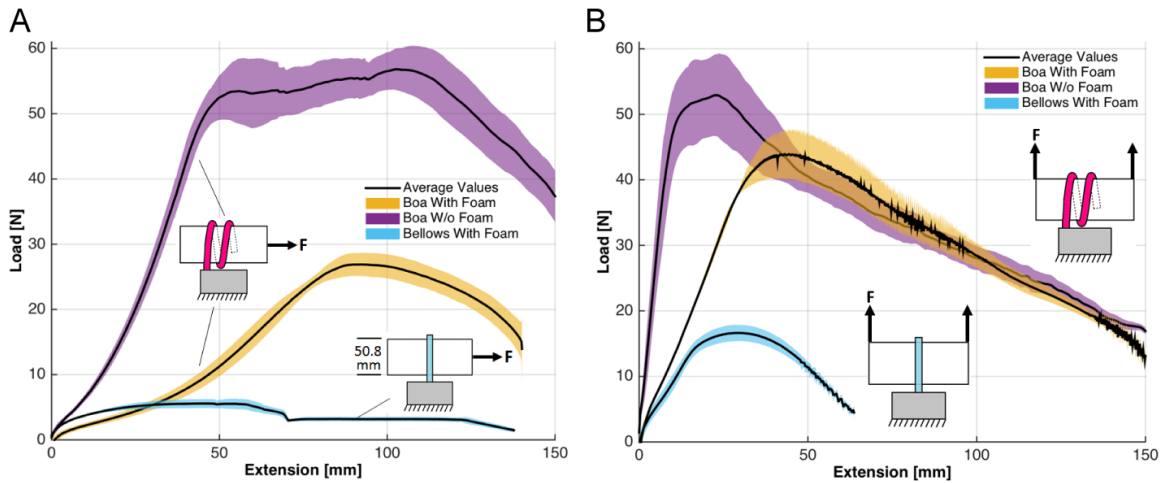 A
60
50
40
30
20
10
0
Load [N]
0
50
100
150
Extension [mm]
Average Values
Boa With Foam
Boa W/o Foam
Bellows With Foam
F
50.8
mm
F
B
60
50
40
30
20
10
0
Load [N]
0
50
100
150
Extension [mm]
Average Values
Boa With Foam
Boa W/o Foam
Bellows With Foam
F
F